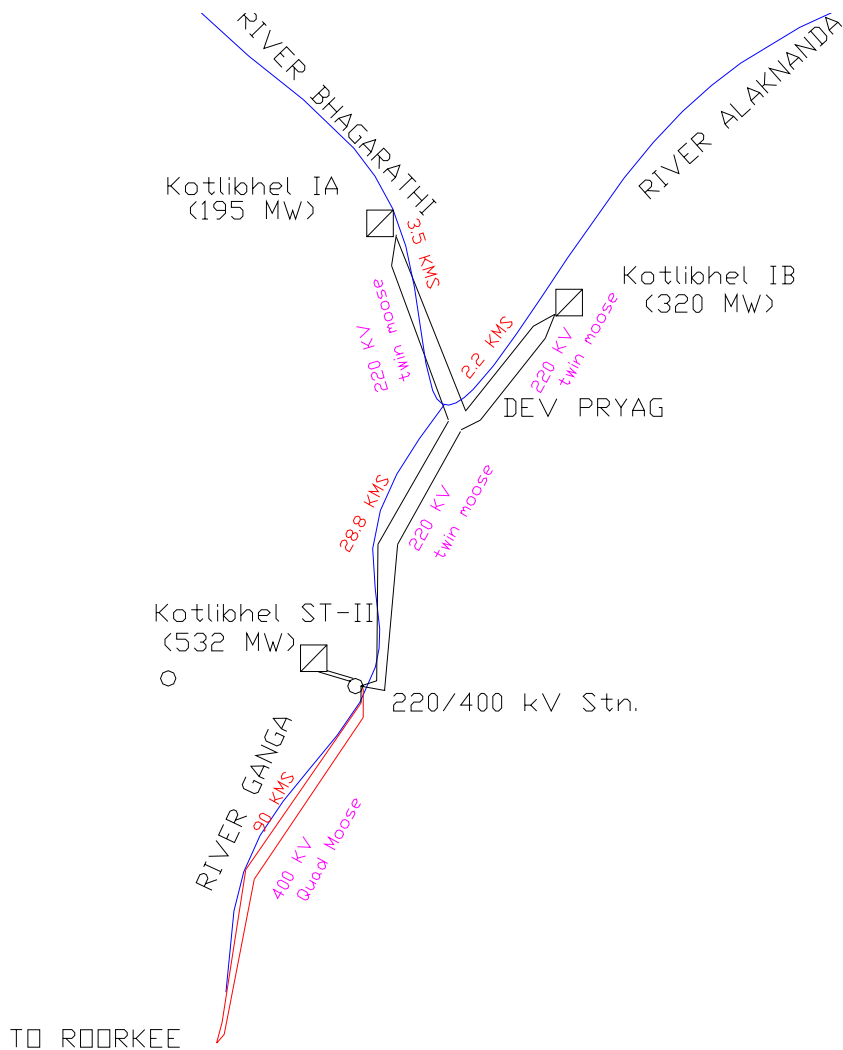 RIVER BHAGARATHI
RIVER ALAKNANDA
Kotlibhel IA
(195 MW)
3.5 KMS
220 KV
twin moose
Kotlibhel IB
(320 MW)
2.2 KMS
220 KV
twin moose
DEV PRYAG
28.8 KMS
220 KV
twin moose
Kotlibhel ST-II
(532 MW)
220/400 kV Stn.
RIVER GANGA
90 KMS
400 KV
Quad Moose
TO ROORKEE